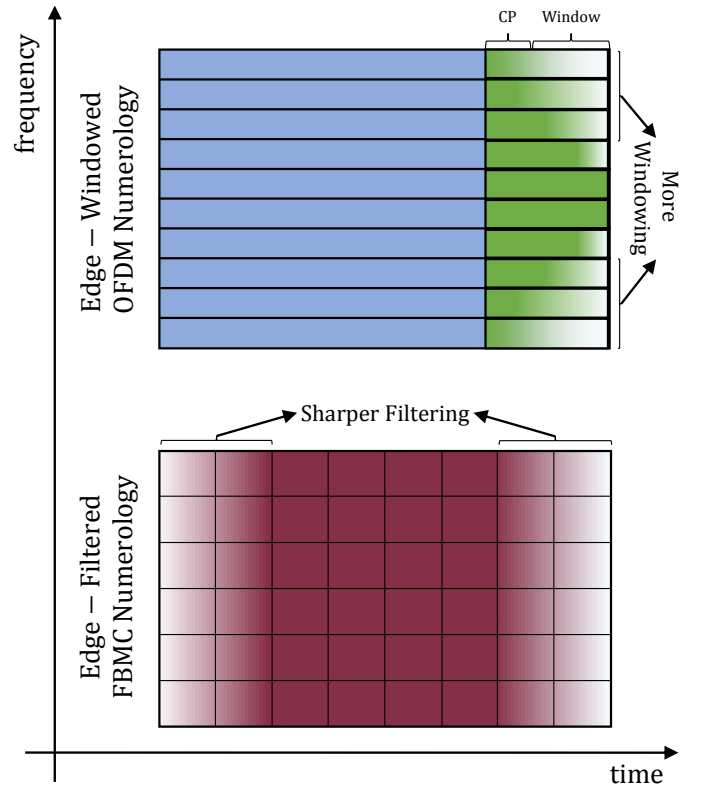 CP Window
frequency
Edge − Windowed
OFDM Numerology
More
Windowing
Sharper Filtering
Edge − Filtered
FBMC Numerology
time